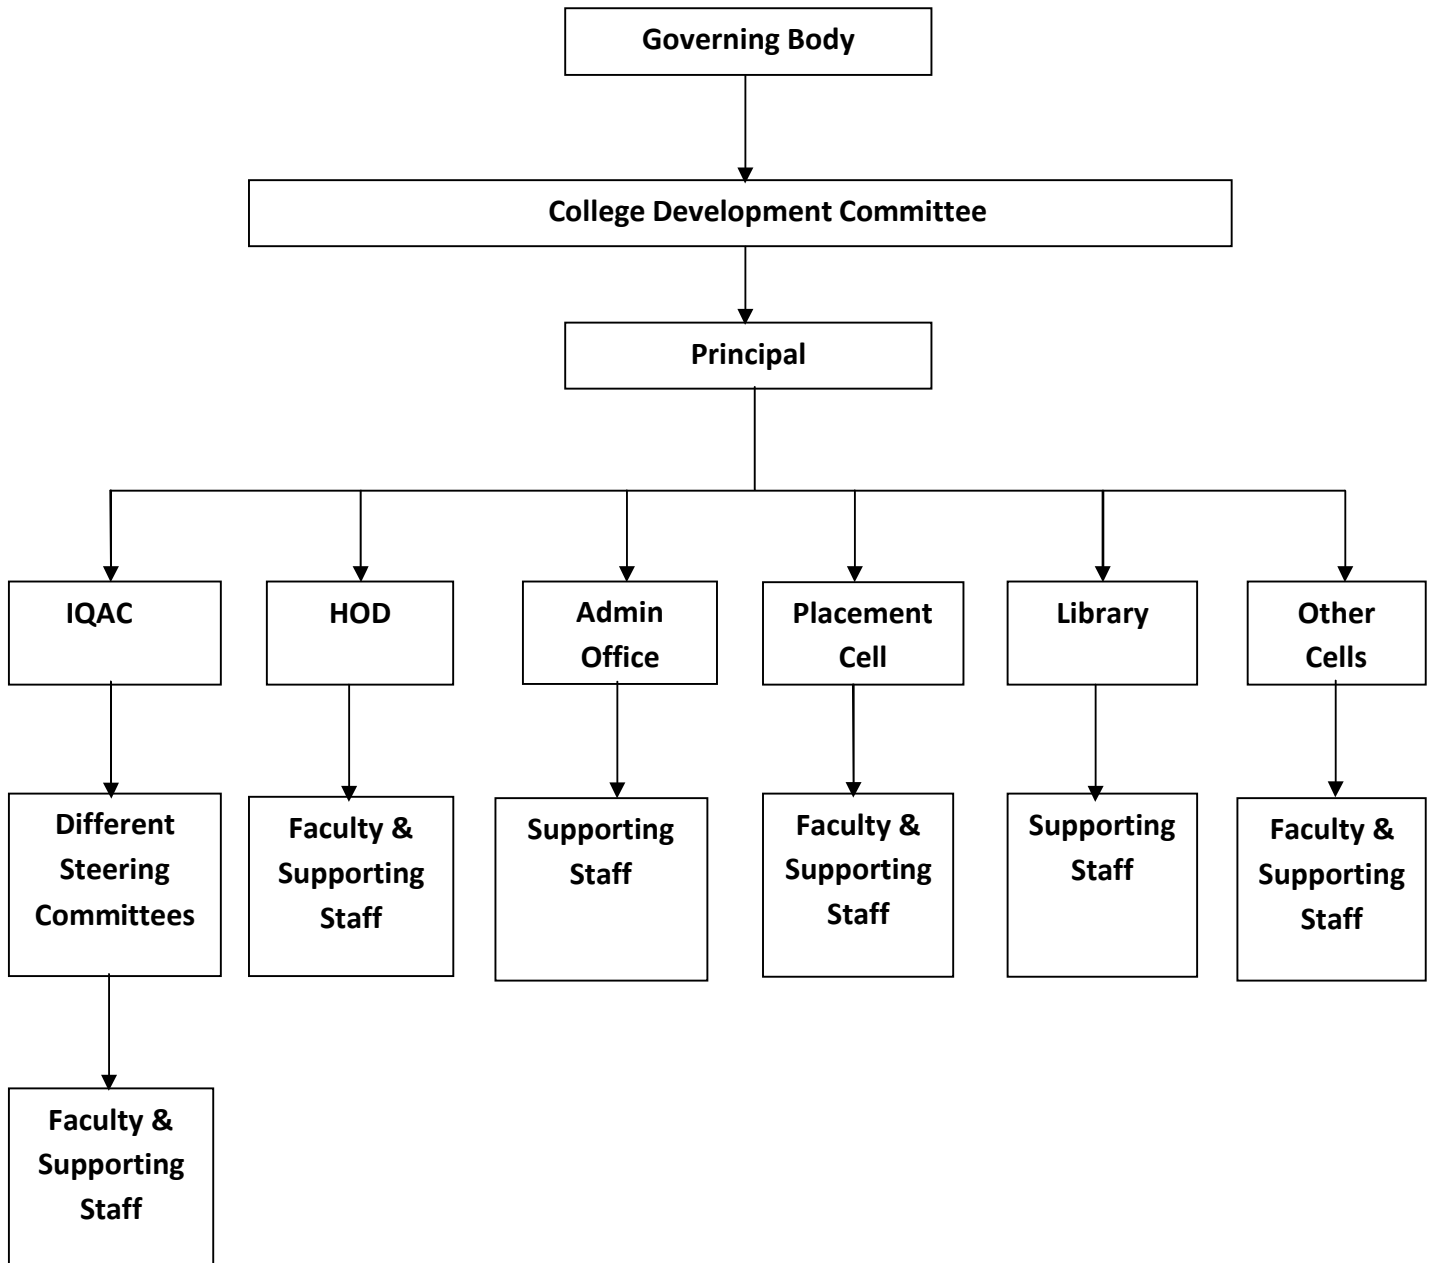 Governing Body
College Development Committee
Principal
IQAC
HOD
Admin
Office
Placement
Cell
Library
Other
Cells
Different
Steering
Committees
Faculty &
Supporting
Staff
Supporting
Staff
Faculty &
Supporting
Staff
Supporting
Staff
Faculty &
Supporting
Staff
Faculty &
Supporting
Staff